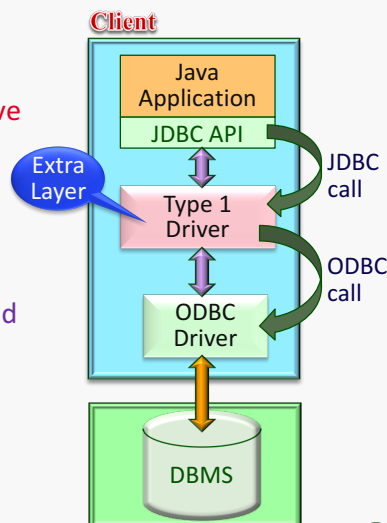 Client
Java
Application
JDBC API
Extra
Layer
JDBC
call
Type 1
Driver
ODBC
call
ODBC
Driver
DBMS